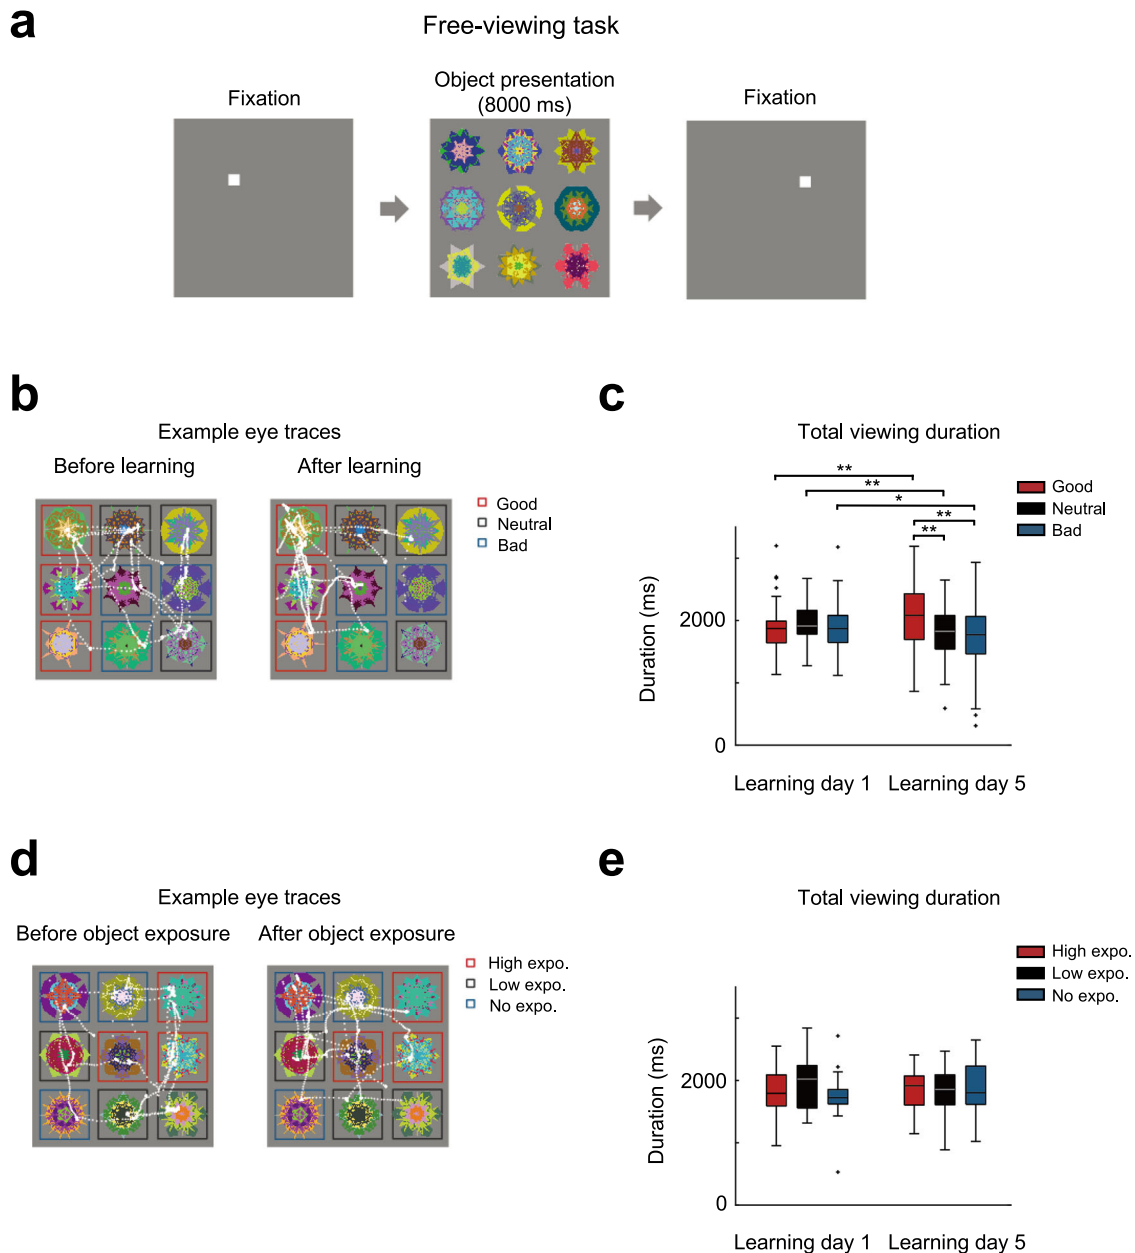 a
Free-viewing task
Fixation
Object presentation
(8000 ms)
Fixation
b
Example eye traces
Before learning
After learning
Good
Neutral
Bad
c
Total viewing duration
**
**
*
**
**
Good
Neutral
Bad
Duration (ms)
2000
0
Learning day 1
Learning day 5
d
Example eye traces
Before object exposure
After object exposure
High expo.
Low expo.
No expo.
e
Total viewing duration
High expo.
Low expo.
No expo.
Duration (ms)
2000
0
Learning day 1
Learning day 5